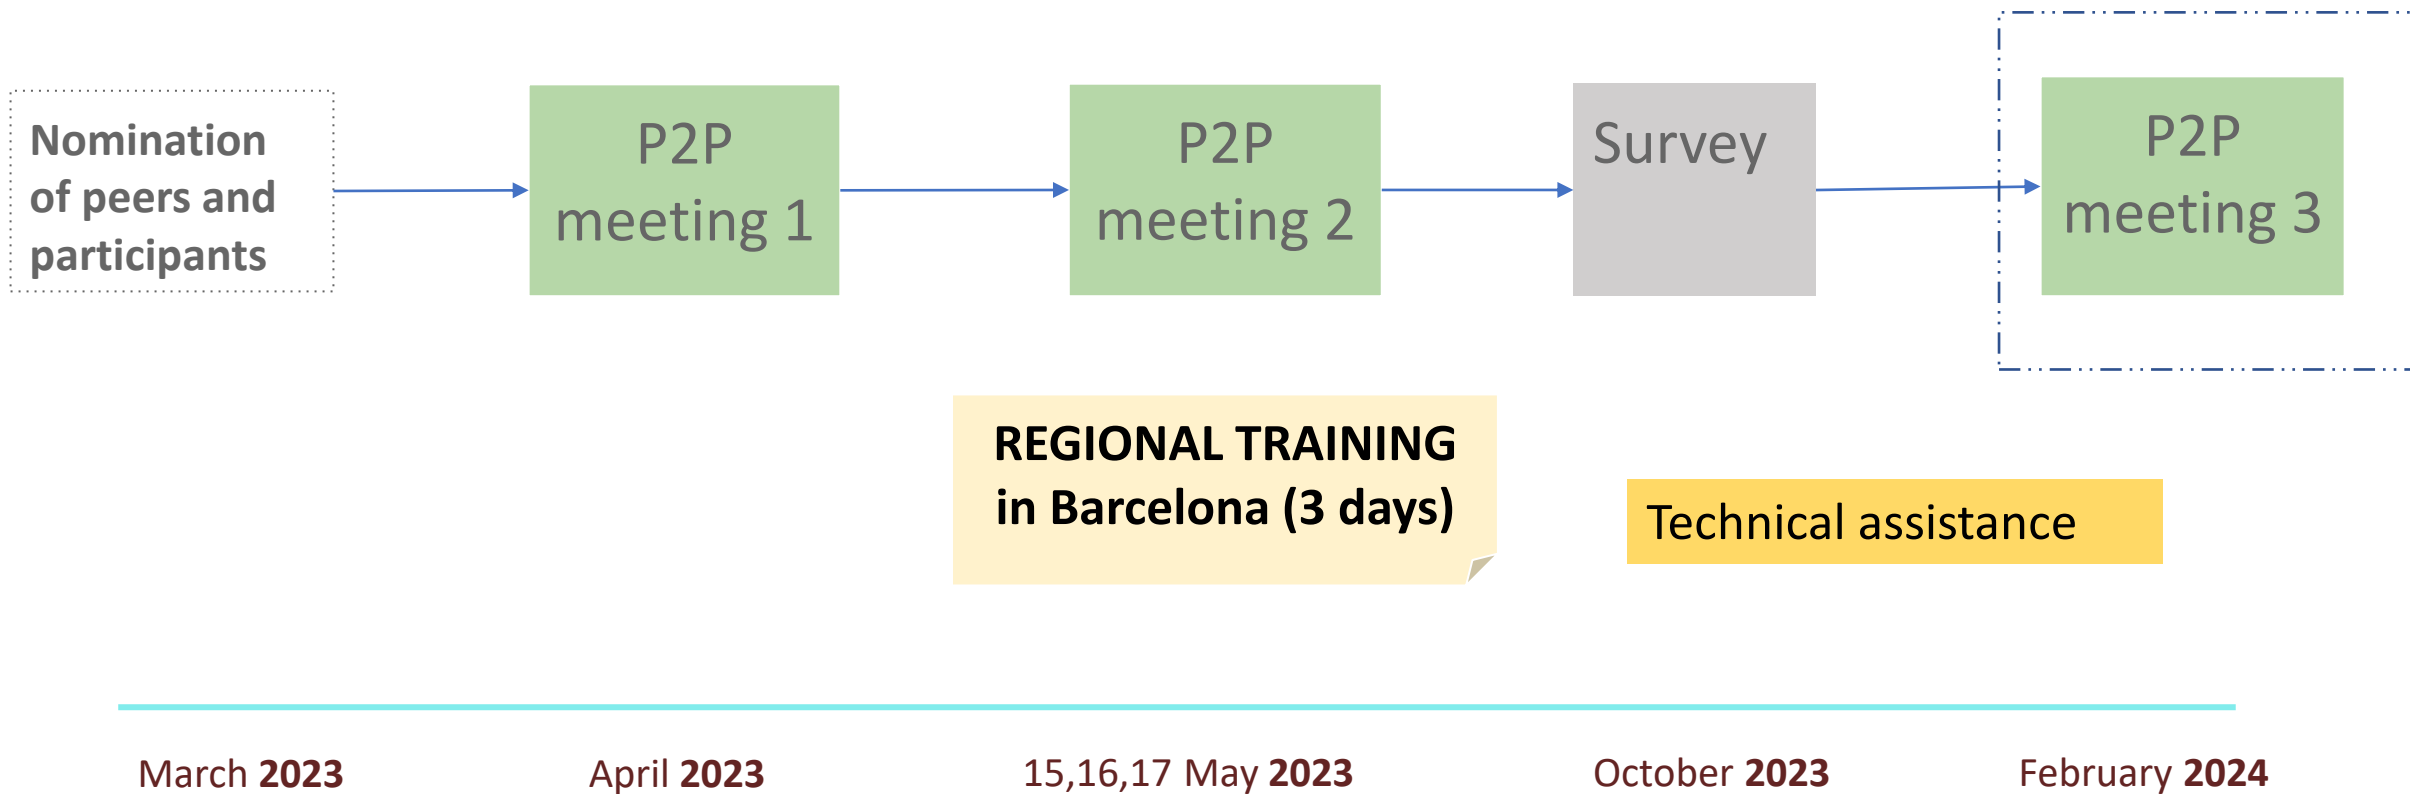 Nomination
of peers and
participants
P2P
meeting 1
P2P
meeting 2
Survey
P2P
meeting 3
REGIONAL TRAINING
in Barcelona (3 days)
Technical assistance
March 2023
April 2023
15,16,17 May 2023
October 2023
February 2024